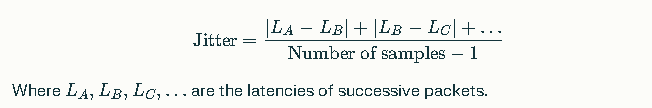 Jitter = |L_A − L_B| + |L_B − L_C| + … / Number of samples − 1
Where L_A, L_B, L_C, … are the latencies of successive packets.